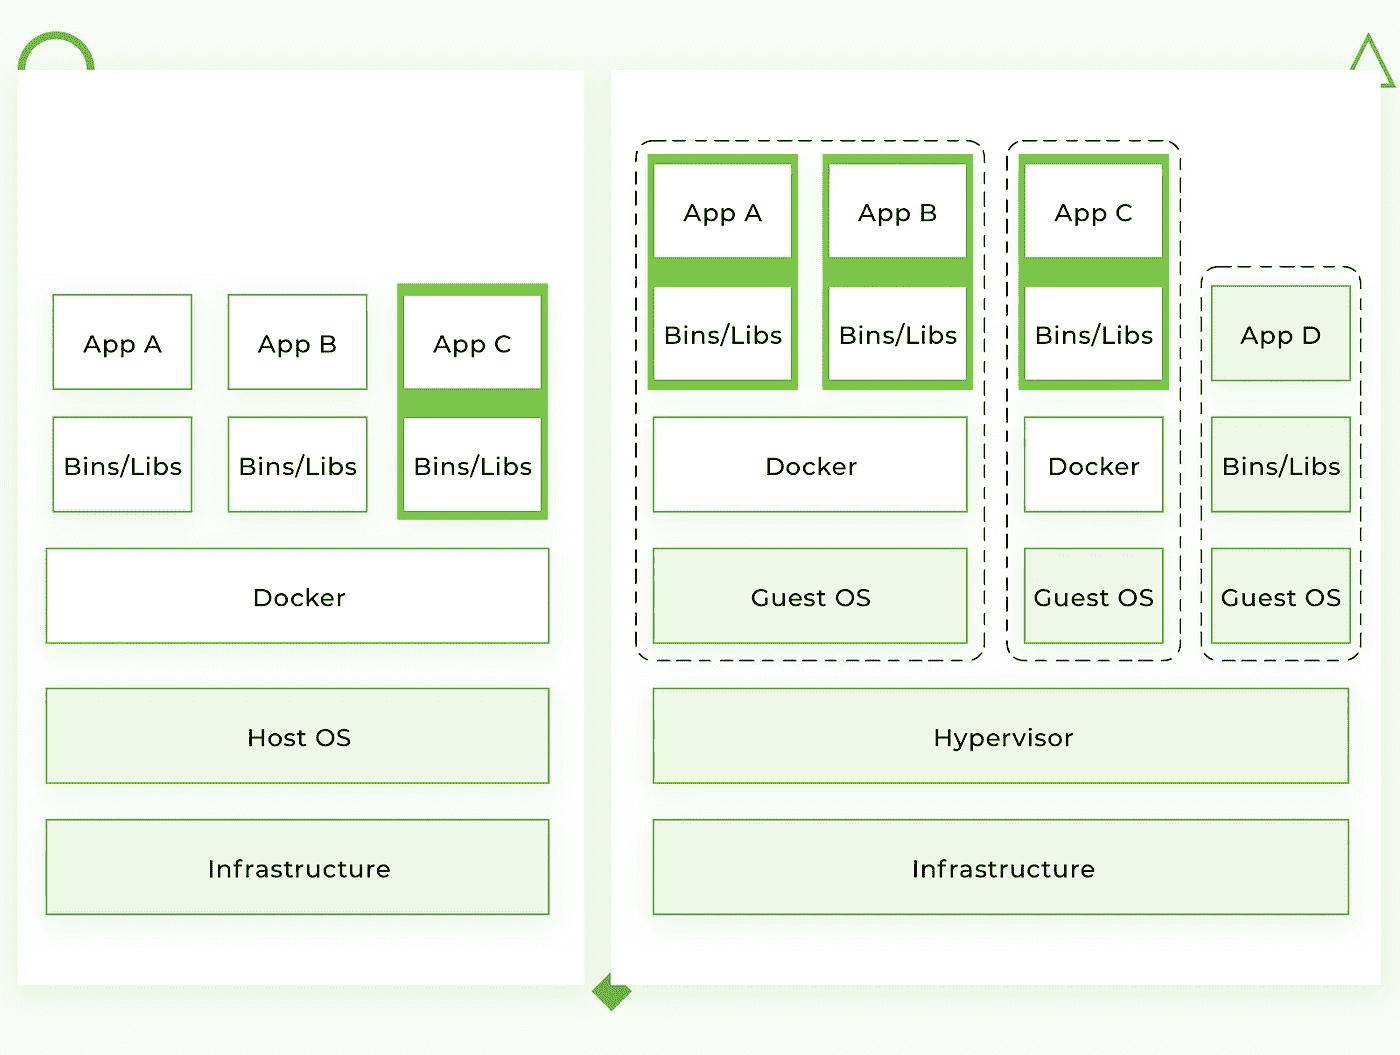 App A
App B
App C
Bins/Libs
Bins/Libs
Bins/Libs
Docker
Host OS
Infrastructure
App A
App B
App C
Bins/Libs
Bins/Libs
Bins/Libs
App D
Docker
Docker
Bins/Libs
Guest OS
Guest OS
Guest OS
Hypervisor
Infrastructure